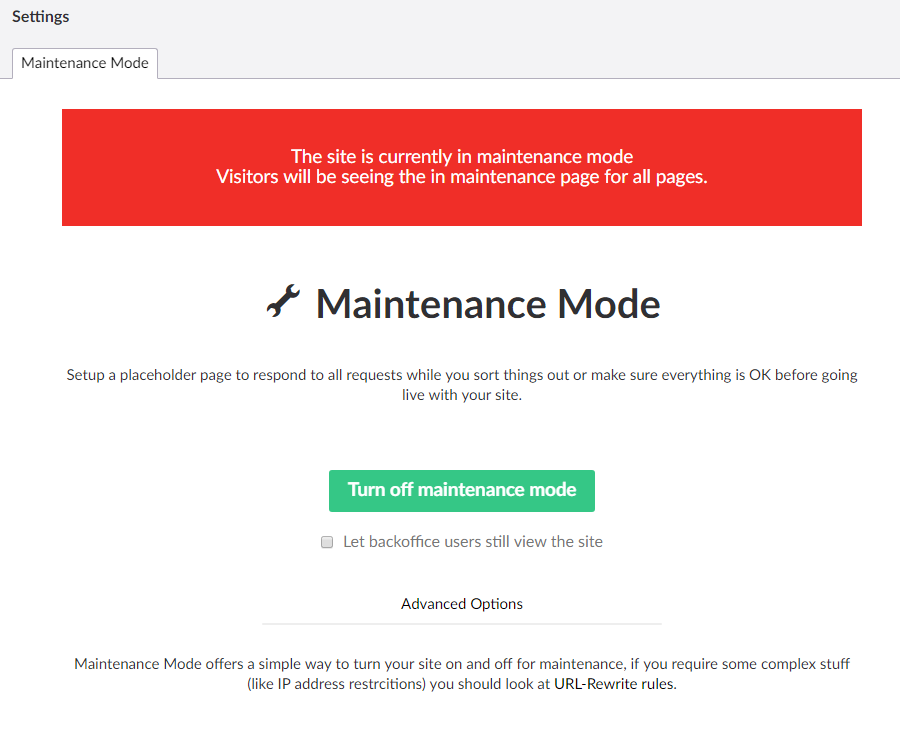 Settings
Maintenance Mode
The site is currently in maintenance mode
Visitors will be seeing the in maintenance page for all pages.
Maintenance Mode
Setup a placeholder page to respond to all requests while you sort things out or make sure everything is OK before going
live with your site.
Turn off maintenance mode
Let backoffice users still view the site
Advanced Options
Maintenance Mode offers a simple way to turn your site on and off for maintenance, if you require some complex stuff
(like IP address restrcitions) you should look at URL-Rewrite rules.